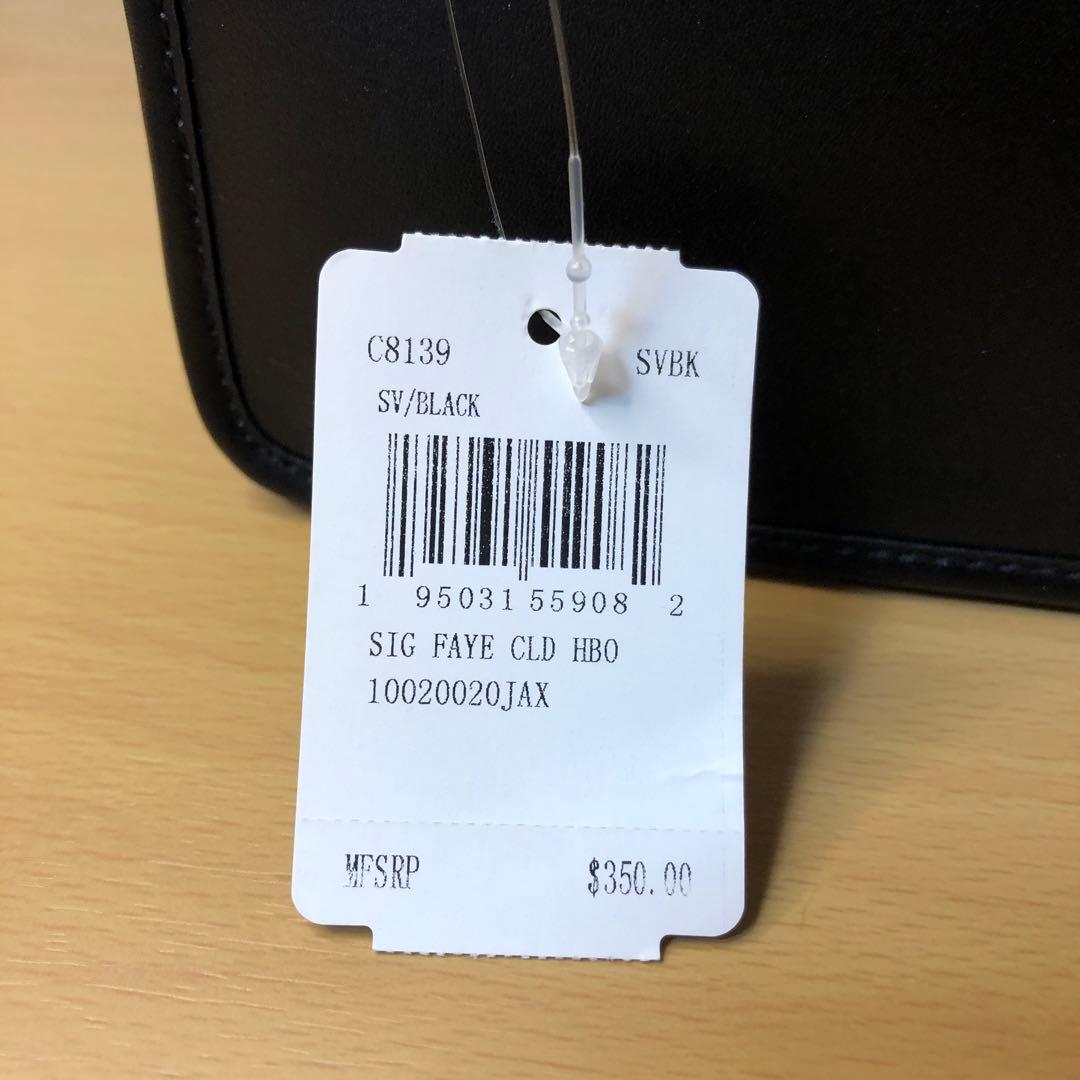 C8139 SVBK
SV/BLACK
1 95031 55908 2
SIG FAYE CLD HBO
10020020JAX
MFSRP $350.00